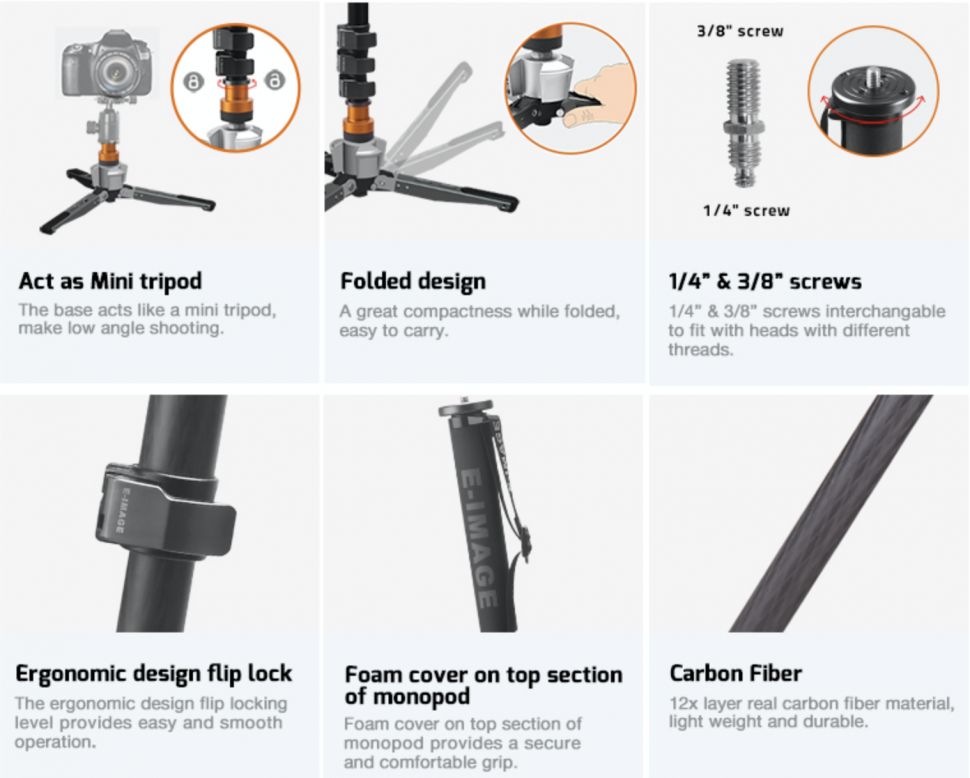 Act as Mini tripod
The base acts like a mini tripod,
make low angle shooting.
Folded design
A great compactness while folded,
easy to carry.
3/8” screw
1/4” screw
1/4” & 3/8” screws
1/4” & 3/8” screws interchangable
to fit with heads with different
threads.
E-IMAGE
Ergonomic design flip lock
The ergonomic design flip locking
level provides easy and smooth
operation.
E-IMAGE
Foam cover on top section
of monopod
Foam cover on top section of
monopod provides a secure
and comfortable grip.
Carbon Fiber
12x layer real carbon fiber material,
light weight and durable.